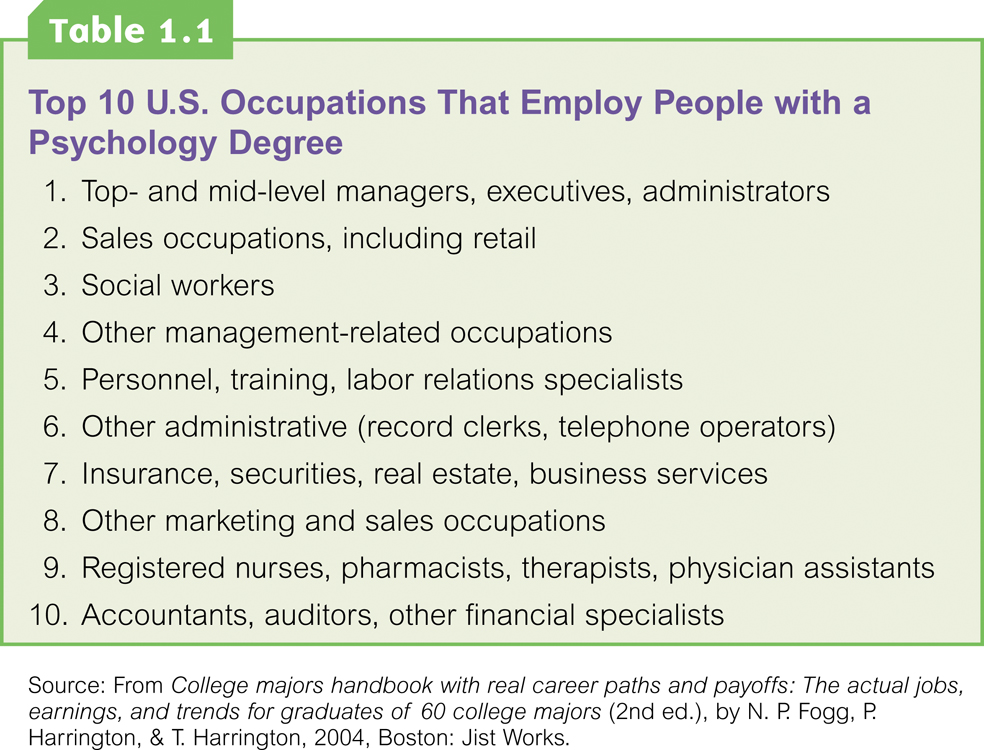 Table 1.1
Top 10 U.S. Occupations That Employ People with a
Psychology Degree
1. Top- and mid-level managers, executives, administrators
2. Sales occupations, including retail
3. Social workers
4. Other management-related occupations
5. Personnel, training, labor relations specialists
6. Other administrative (record clerks, telephone operators)
7. Insurance, securities, real estate, business services
8. Other marketing and sales occupations
9. Registered nurses, pharmacists, therapists, physician assistants
10. Accountants, auditors, other financial specialists
Source: From College majors handbook with real career paths and payoffs: The actual jobs,
earnings, and trends for graduates of 60 college majors (2nd ed.), by N. P. Fogg, P.
Harrington, & T. Harrington, 2004, Boston: Jist Works.